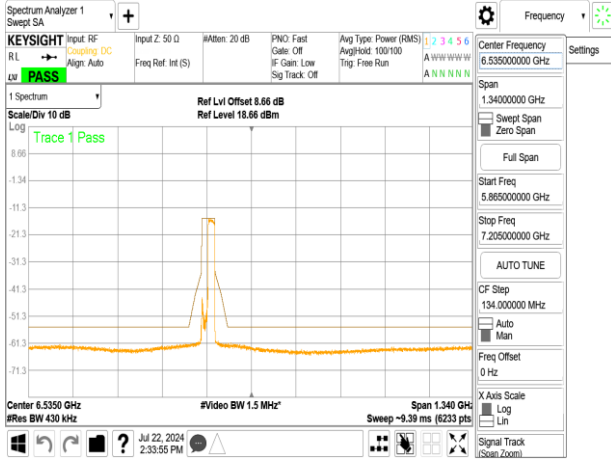 Spectrum Analyzer 1
Swept SA
Frequency
Settings
KEYSIGHT
RL
LXI
PASS
Input: RF
Coupling: DC
Align: Auto
Input Z: 50 Ω
Freq Ref: Int (S)
#Atten: 20 dB
PNO: Fast
Gate: Off
IF Gain: Low
Sig Track: Off
Avg Type: Power (RMS)
Avg|Hold: 100/100
Trig: Free Run
1 2 3 4 5 6
A W W W W W
A N N N N N
1 Spectrum
Scale/Div 10 dB
Ref Lvl Offset 8.66 dB
Ref Level 18.66 dBm
Log
Trace 1 Pass
8.66
-1.34
-11.3
-21.3
-31.3
-41.3
-51.3
-61.3
-71.3
Center 6.5350 GHz
#Video BW 1.5 MHz*
Span 1.340 GHz
#Res BW 430 kHz
Sweep ~9.39 ms (6233 pts
Center Frequency
6.535000000 GHz
Span
1.34000000 GHz
Swept Span
Zero Span
Full Span
Start Freq
5.865000000 GHz
Stop Freq
7.205000000 GHz
AUTO TUNE
CF Step
134.000000 MHz
Auto
Man
Freq Offset
0 Hz
X Axis Scale
Log
Lin
Signal Track
(Span Zoom)
?
Jul 22, 2024
2:33:55 PM